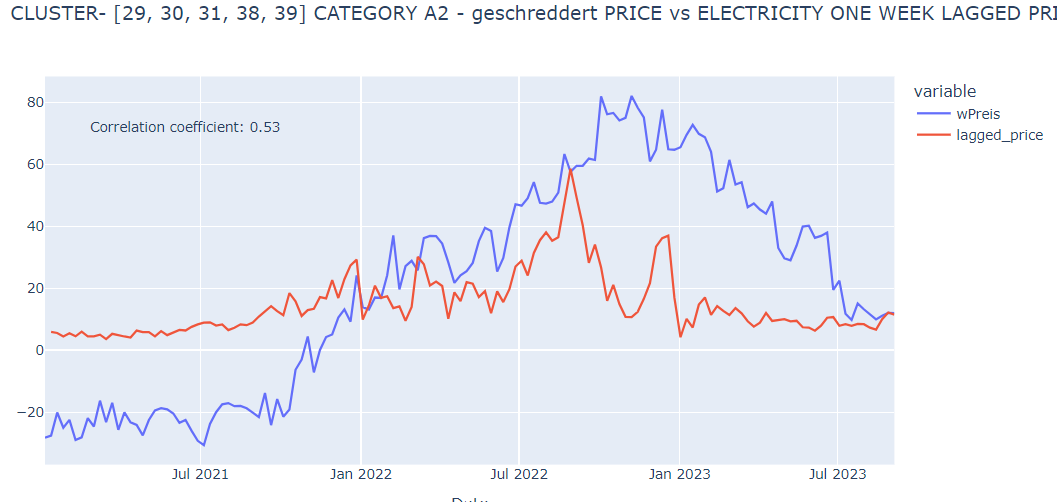 CLUSTER- [29, 30, 31, 38, 39] CATEGORY A2 - geschreddert PRICE vs ELECTRICITY ONE WEEK LAGGED
variable
wPreis
lagged_price
Correlation coefficient: 0.53
80
60
40
20
0
−20
Jul 2021
Jan 2022
Jul 2022
Jan 2023
Jul 2023